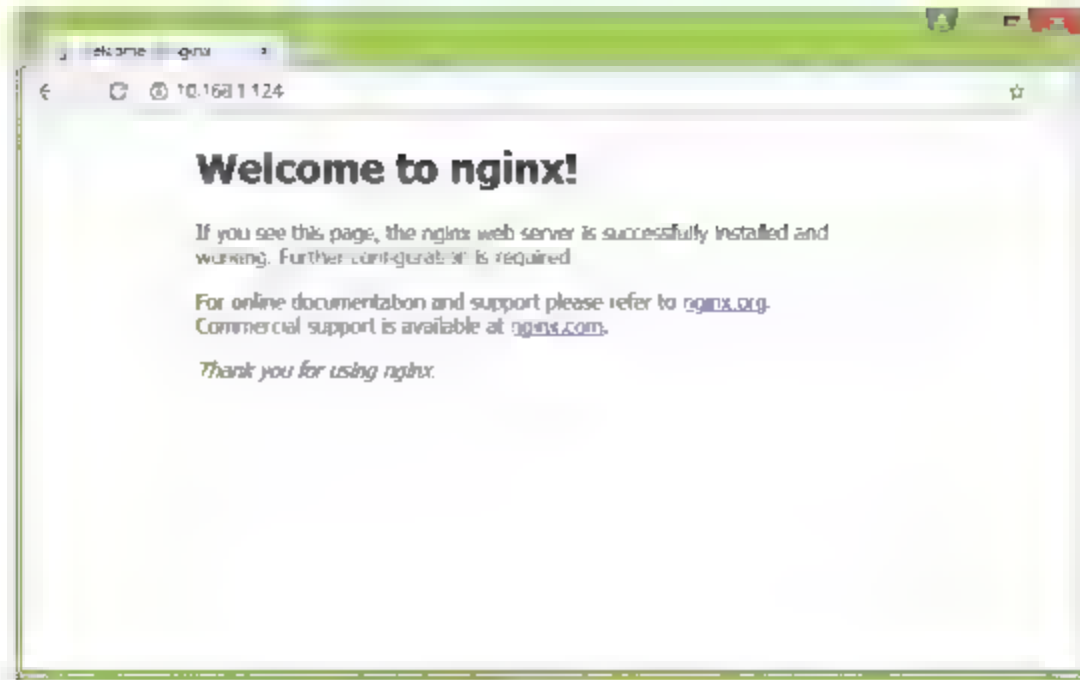 10.168.1.124
Welcome to nginx!
If you see this page, the nginx web server is successfully installed and
working. Further configuration is required
For online documentation and support please refer to nginx.org.
Commercial support is available at nginx.com.
Thank you for using nginx.